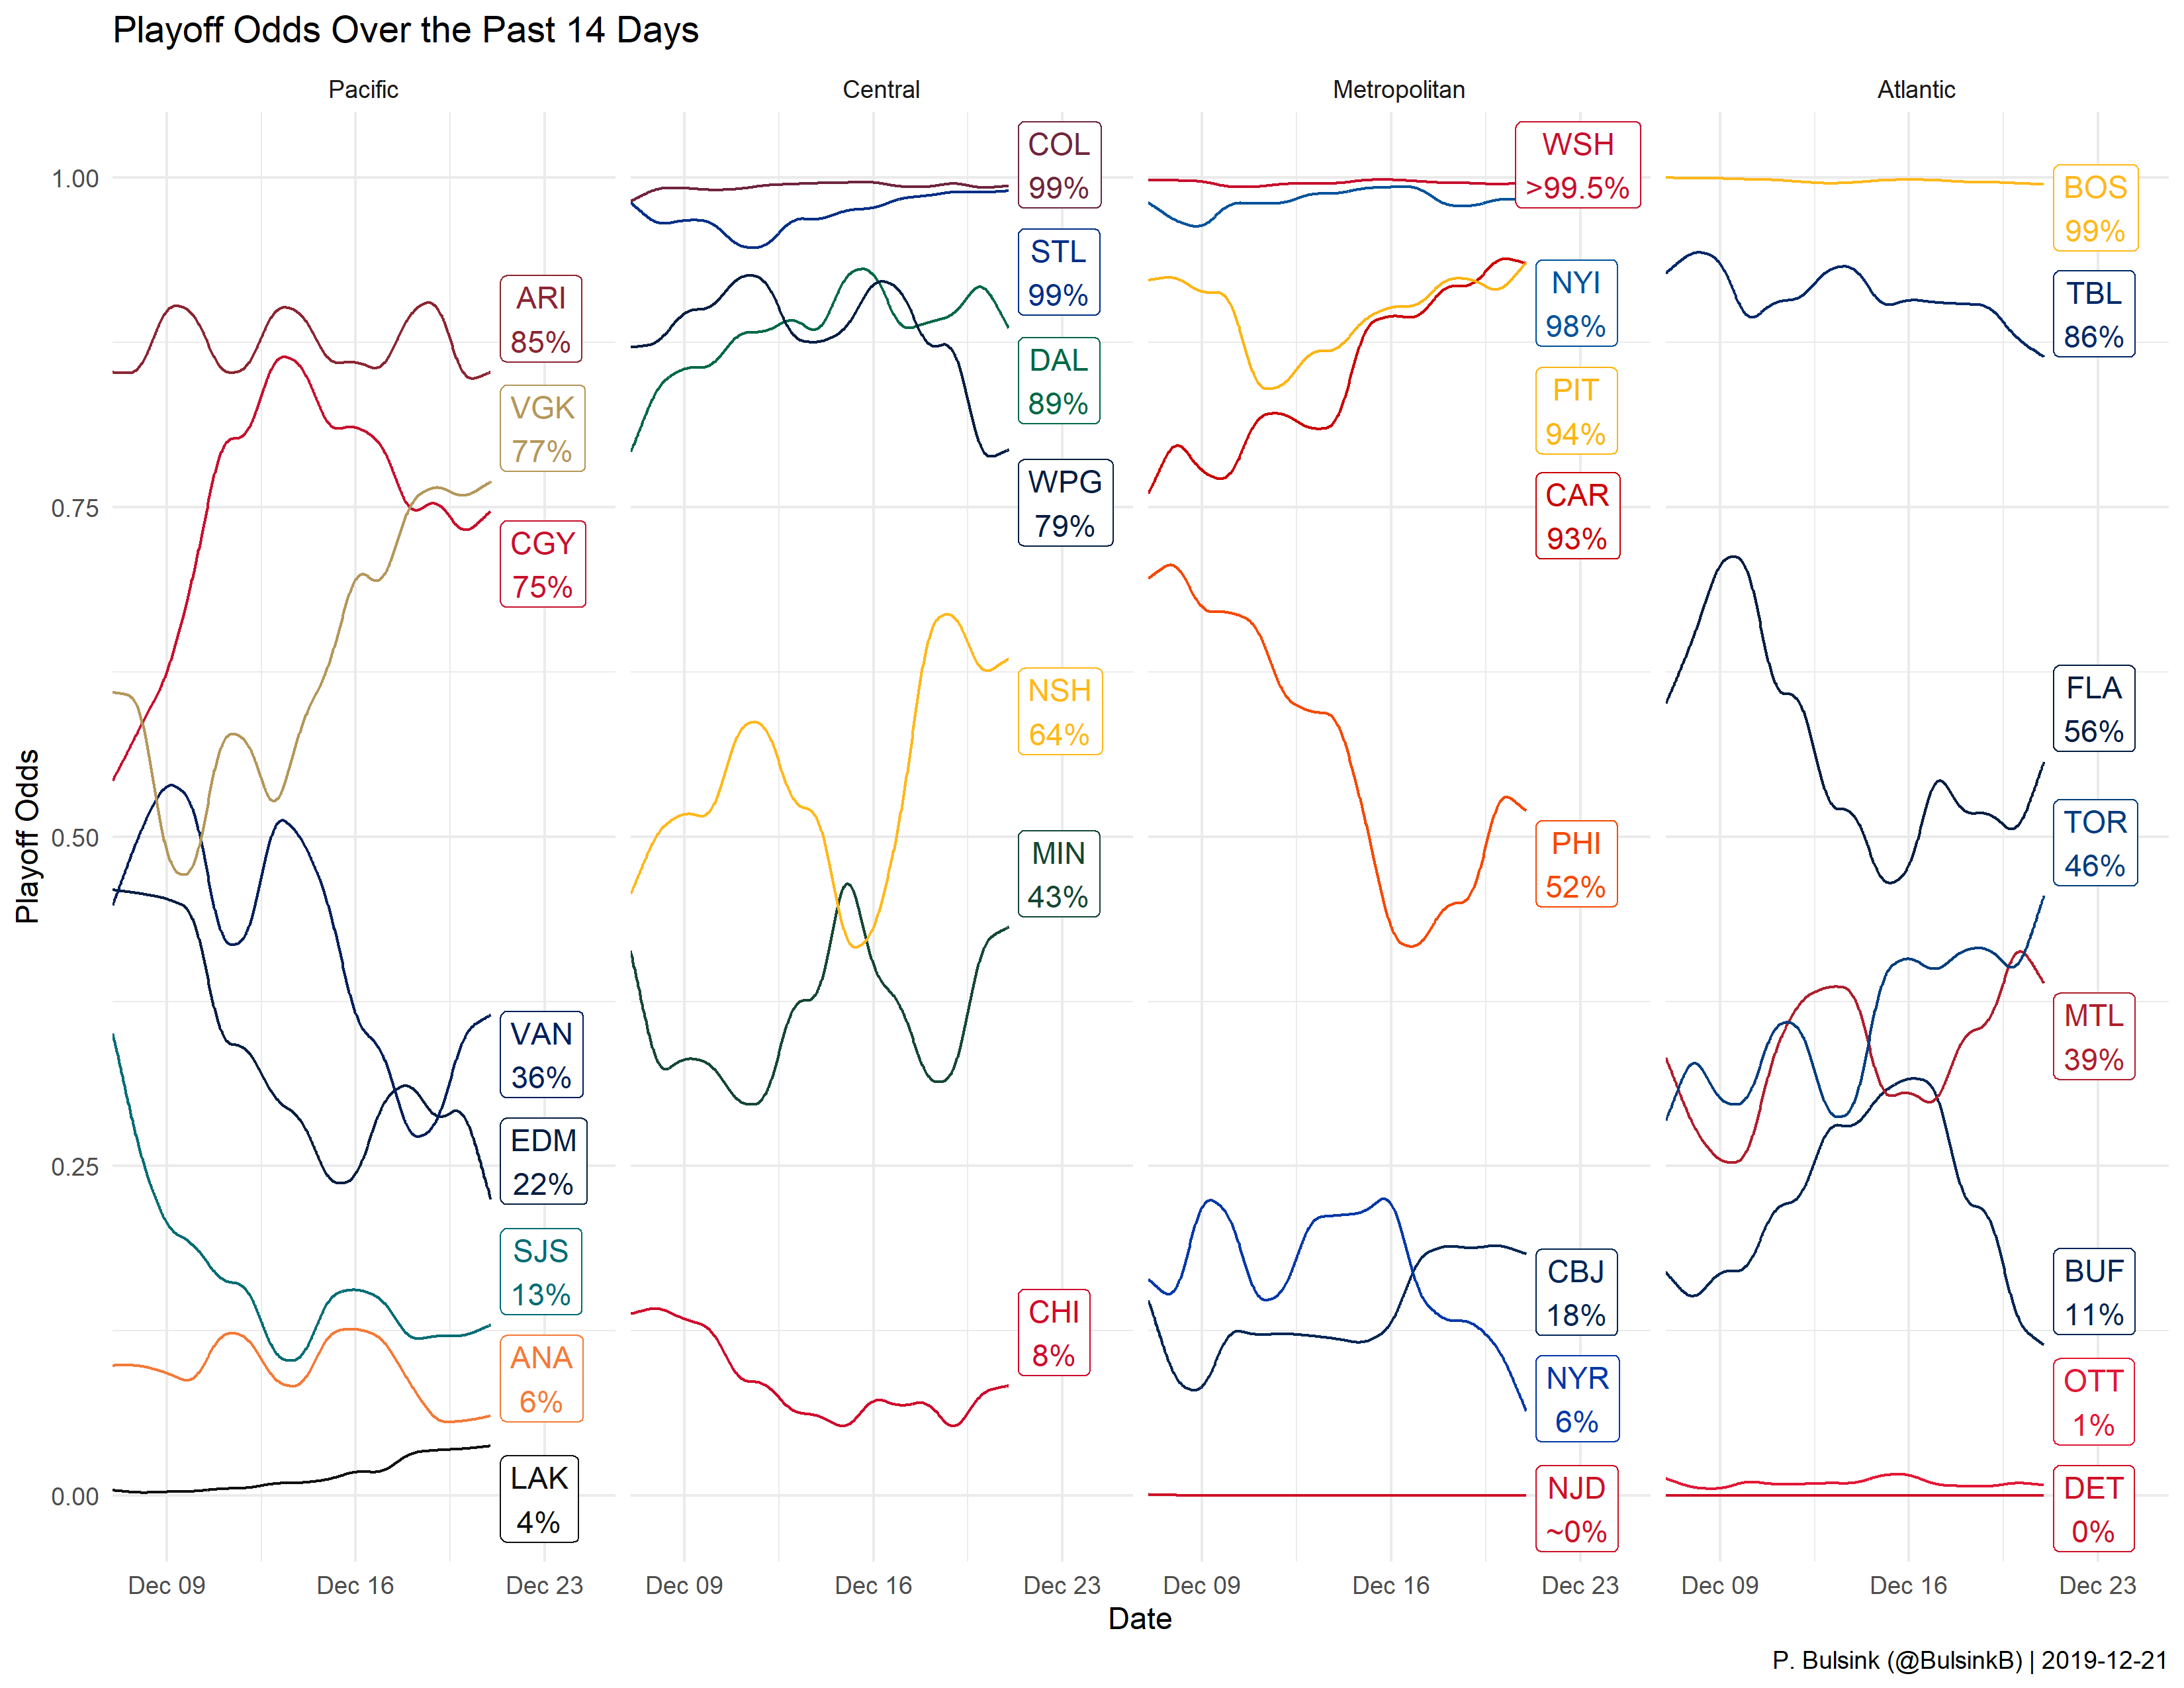 Playoff Odds Over the Past 14 Days
Pacific
Central
Metropolitan
Atlantic
Playoff Odds
1.00
0.75
0.50
0.25
0.00
ARI
85%
VGK
77%
CGY
75%
VAN
36%
EDM
22%
SJS
13%
ANA
6%
LAK
4%
COL
99%
STL
99%
DAL
89%
WPG
79%
NSH
64%
MIN
43%
CHI
8%
WSH
>99.5%
NYI
98%
PIT
94%
CAR
93%
PHI
52%
CBJ
18%
NYR
6%
NJD
~0%
BOS
99%
TBL
86%
FLA
56%
TOR
46%
MTL
39%
BUF
11%
OTT
1%
DET
0%
Dec 09
Dec 16
Dec 23
Dec 09
Dec 16
Dec 23
Dec 09
Dec 16
Dec 23
Dec 09
Dec 16
Dec 23
Date
P. Bulsink (@BulsinkB) | 2019-12-21